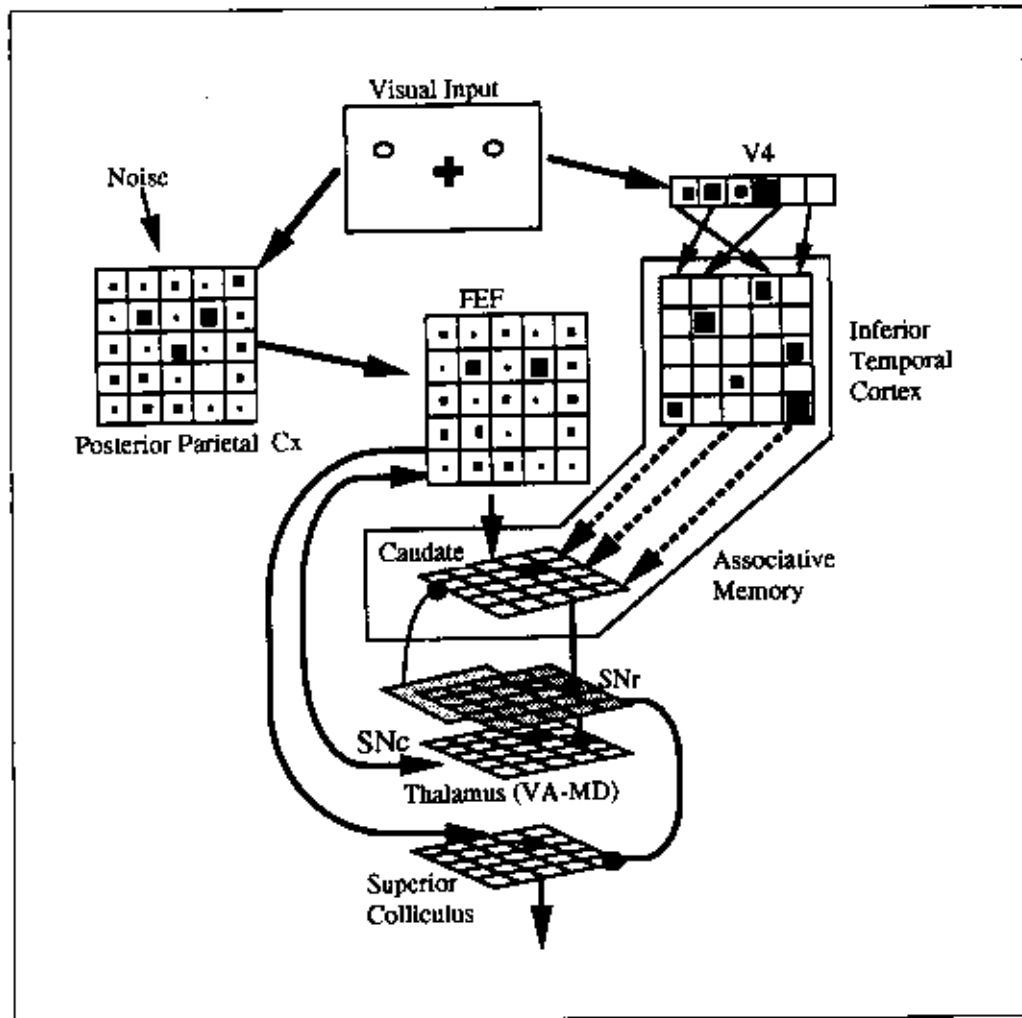 Visual Input
V4
Noise
FEF
Inferior
Temporal
Cortex
Posterior Parietal Cx
Caudate
Associative
Memory
SNr
SNc
Thalamus (VA-MD)
Superior
Colliculus